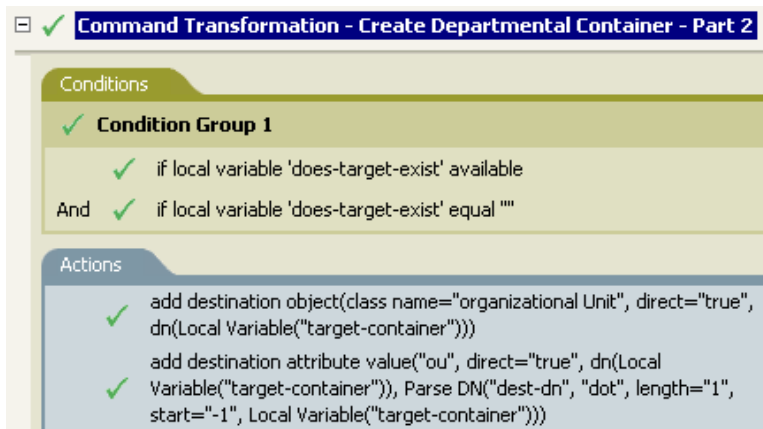 Command Transformation - Create Departmental Container - Part 2
Conditions
Condition Group 1
if local variable 'does-target-exist' available
And if local variable 'does-target-exist' equal ""
Actions
add destination object(class name="organizational Unit", direct="true",
dn(Local Variable("target-container")))
add destination attribute value("ou", direct="true", dn(Local
Variable("target-container")), Parse DN("dest-dn", "dot", length="1",
start="-1", Local Variable("target-container")))